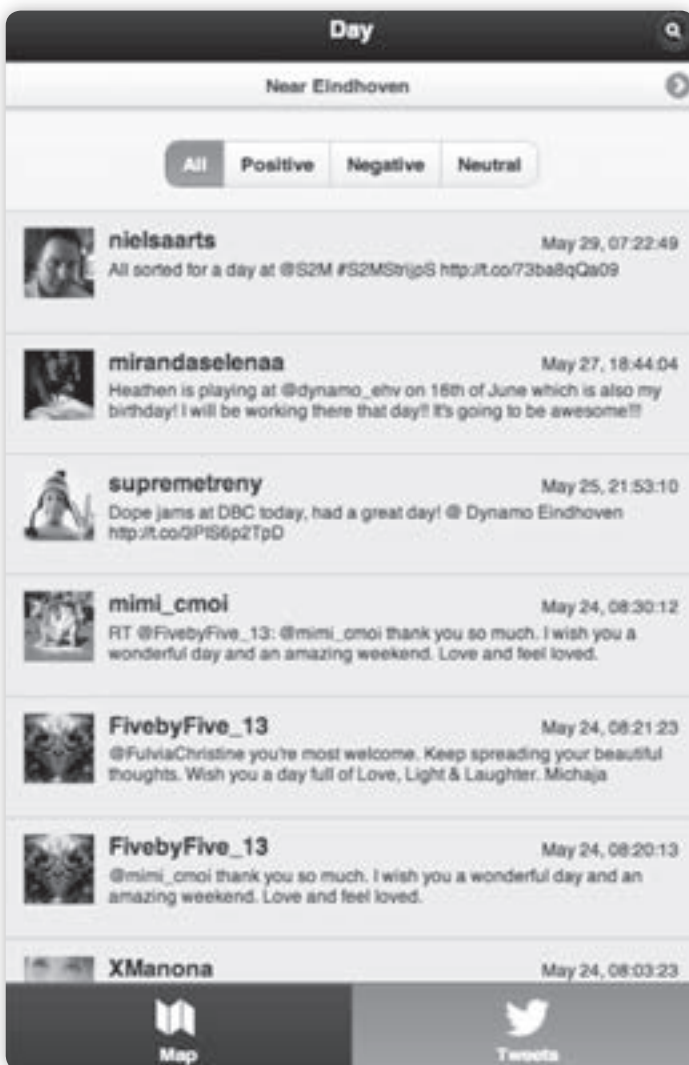 Day
Near Eindhoven
All Positive Negative Neutral
nielsaarts May 29, 07:22:49
All sorted for a day at @S2M #S2MStrijpS http://t.co/73ba8qQa09
mirandaselenaa May 27, 18:44:04
Heathen is playing at @dynamo_ehv on 16th of June which is also my
birthday! I will be working there that day!! It's going to be awesome!!!
supremetreny May 25, 21:53:10
Dope jams at DBC today, had a great day! @ Dynamo Eindhoven
http://t.co/3PIS6p2TpD
mimi_cmoi May 24, 08:30:12
RT @FivebyFive_13: @mimi_cmoi thank you so much. I wish you a
wonderful day and an amazing weekend. Love and feel loved.
FivebyFive_13 May 24, 08:21:23
@FulviaChristine you're most welcome. Keep spreading your beautiful
thoughts. Wish you a day full of Love, Light & Laughter. Michaja
FivebyFive_13 May 24, 08:20:13
@mimi_cmoi thank you so much. I wish you a wonderful day and an
amazing weekend. Love and feel loved.
XManona May 24, 08:03:23
Map Tweets